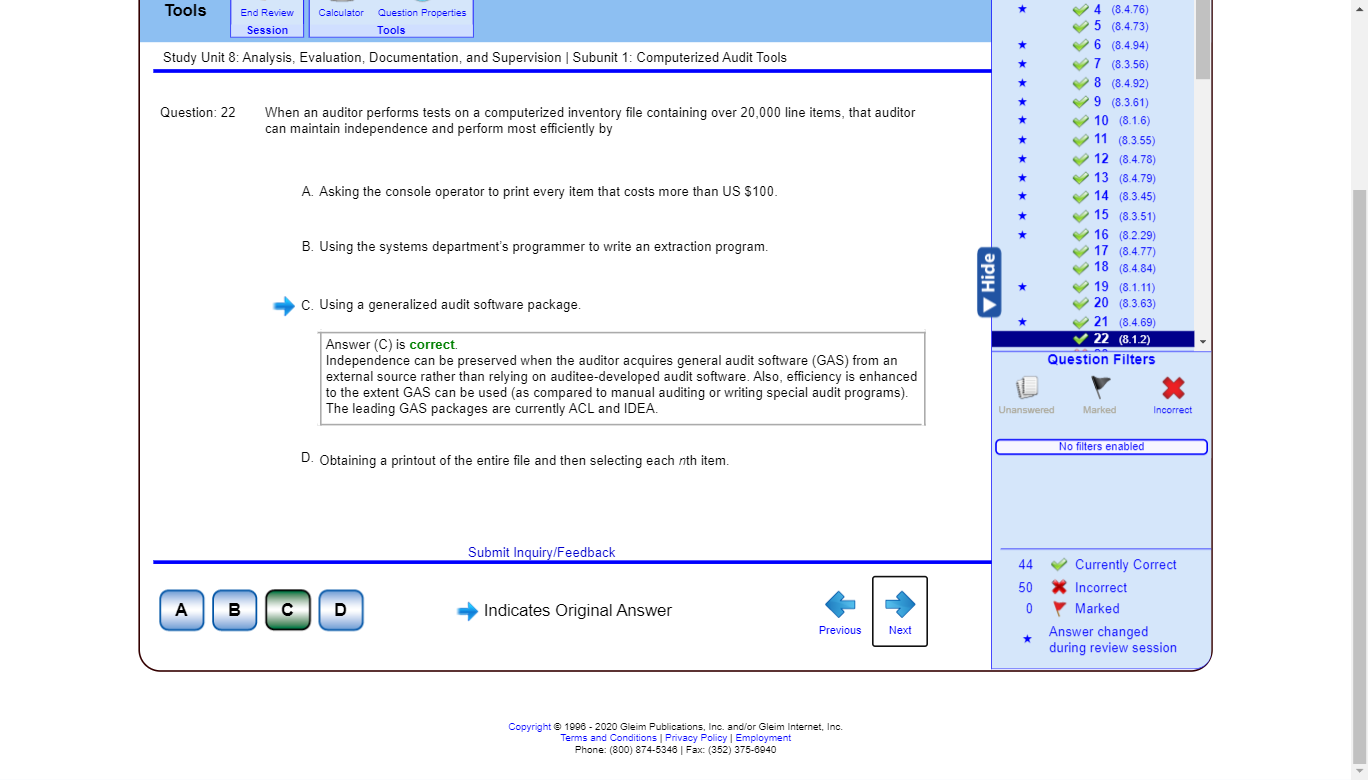 Tools
End Review
Session
Calculator Question Properties
Tools
Study Unit 8: Analysis, Evaluation, Documentation, and Supervision | Subunit 1: Computerized Audit Tools
Question: 22
When an auditor performs tests on a computerized inventory file containing over 20,000 line items, that auditor
can maintain independence and perform most efficiently by
A. Asking the console operator to print every item that costs more than US $100.
B. Using the systems department's programmer to write an extraction program.
C. Using a generalized audit software package.
Answer (C) is correct.
Independence can be preserved when the auditor acquires general audit software (GAS) from an
external source rather than relying on auditee-developed audit software. Also, efficiency is enhanced
to the extent GAS can be used (as compared to manual auditing or writing special audit programs).
The leading GAS packages are currently ACL and IDEA.
D. Obtaining a printout of the entire file and then selecting each nth item.
Submit Inquiry/Feedback
A B C D
Indicates Original Answer
Previous
Next
Hide
4 (8.4.76)
5 (8.4.73)
6 (8.4.94)
7 (8.3.56)
8 (8.4.92)
9 (8.3.61)
10 (8.1.6)
11 (8.3.55)
12 (8.4.78)
13 (8.4.79)
14 (8.3.45)
15 (8.3.51)
16 (8.2.29)
17 (8.4.77)
18 (8.4.84)
19 (8.1.11)
20 (8.3.63)
21 (8.4.69)
22 (8.1.2)
Question Filters
Unanswered
Marked
Incorrect
No filters enabled
44 Currently Correct
50 Incorrect
0 Marked
Answer changed
during review session
Copyright © 1996 - 2020 Gleim Publications, Inc. and/or Gleim Internet, Inc.
Terms and Conditions | Privacy Policy | Employment
Phone: (800) 874-5346 | Fax: (352) 375-6940